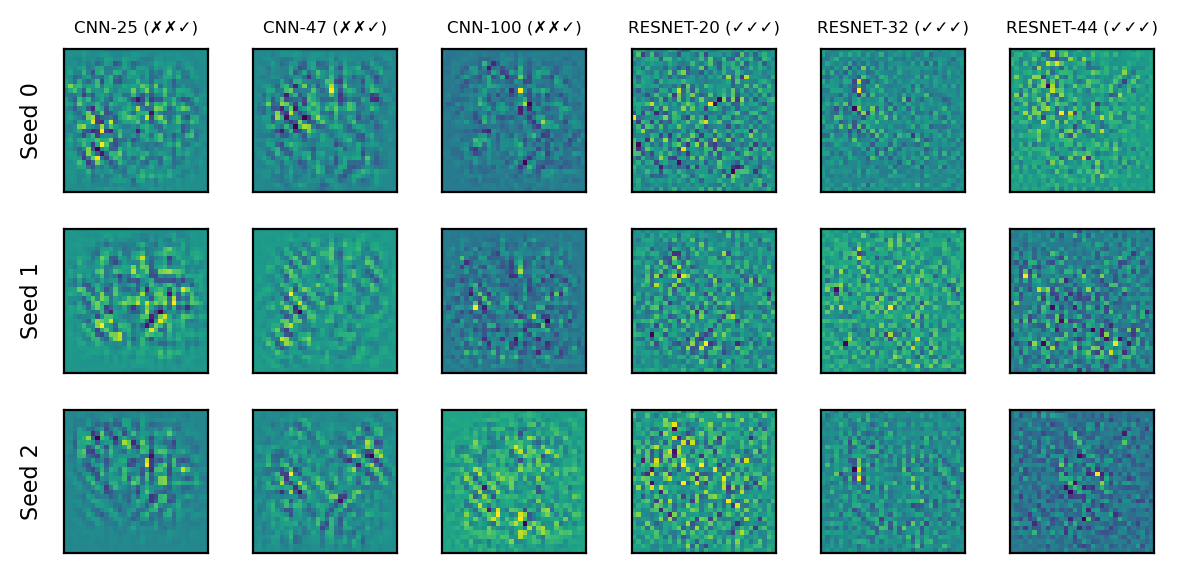 CNN-25 (✗✗✓) CNN-47 (✗✗✓) CNN-100 (✗✗✓) RESNET-20 (✓✓✓) RESNET-32 (✓✓✓) RESNET-44 (✓✓✓)
Seed 0
Seed 1
Seed 2